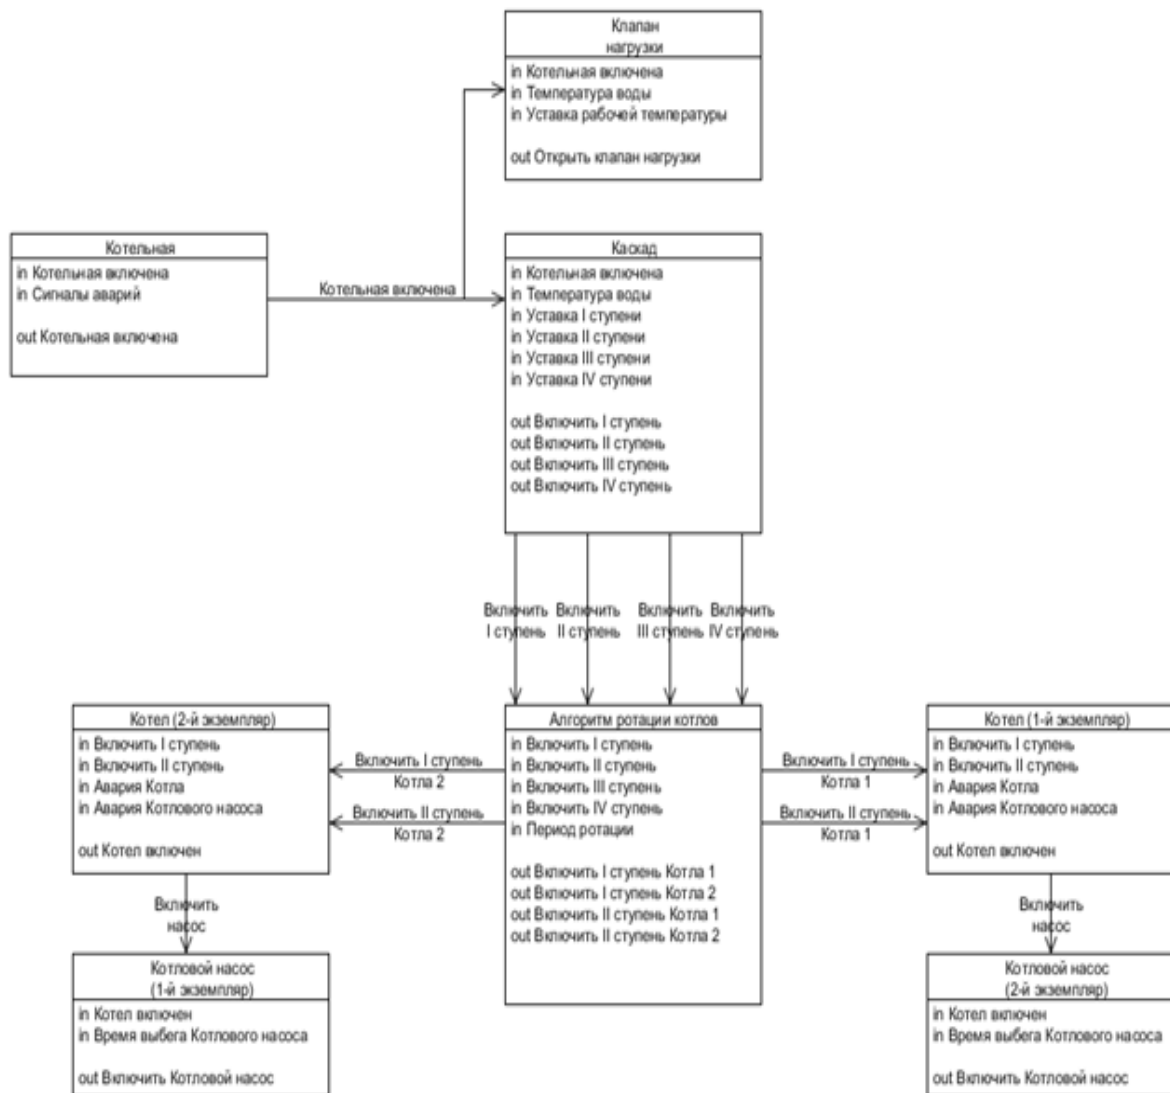 Клапан
нагрузки
in Котельная включена
in Температура воды
in Уставка рабочей температуры
out Открыть клапан нагрузки
Котельная
in Котельная включена
in Сигналы аварий
out Котельная включена
Котельная включена
Каскад
in Котельная включена
in Температура воды
in Уставка I ступени
in Уставка II ступени
in Уставка III ступени
in Уставка IV ступени
out Включить I ступень
out Включить II ступень
out Включить III ступень
out Включить IV ступень
Включить
I ступень
Включить
II ступень
Включить
III ступень
Включить
IV ступень
Котел (2-й экземпляр)
in Включить I ступень
in Включить II ступень
in Авария Котла
in Авария Котлового насоса
out Котел включен
Включить I ступень
Котла 2
Включить II ступень
Котла 2
Алгоритм ротации котлов
in Включить I ступень
in Включить II ступень
in Включить III ступень
in Включить IV ступень
in Период ротации
out Включить I ступень Котла 1
out Включить I ступень Котла 2
out Включить II ступень Котла 1
out Включить II ступень Котла 2
Включить I ступень
Котла 1
Включить II ступень
Котла 1
Котел (1-й экземпляр)
in Включить I ступень
in Включить II ступень
in Авария Котла
in Авария Котлового насоса
out Котел включен
Включить
насос
Котловой насос
(1-й экземпляр)
in Котел включен
in Время выбега Котлового насоса
out Включить Котловой насос
Включить
насос
Котловой насос
(2-й экземпляр)
in Котел включен
in Время выбега Котлового насоса
out Включить Котловой насос